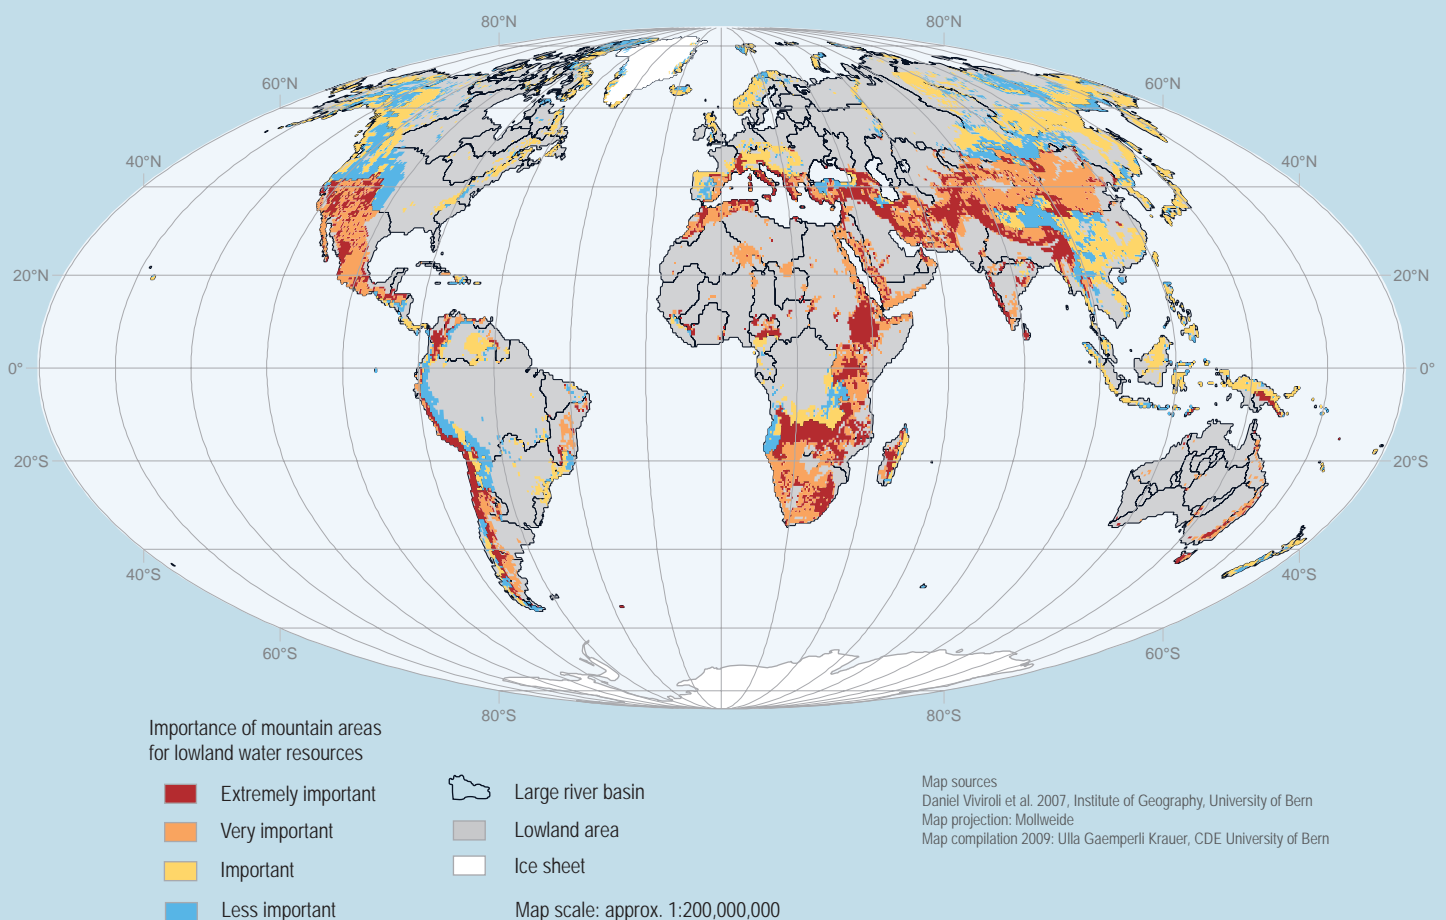 80°N
80°N
60°N
60°N
40°N
40°N
20°N
20°N
0°
0°
20°S
20°S
40°S
40°S
60°S
60°S
80°S
80°S
Importance of mountain areas
for lowland water resources
Extremely important
Very important
Important
Less important
Large river basin
Lowland area
Ice sheet
Map scale: approx. 1:200,000,000
Map sources
Daniel Viviroli et al. 2007, Institute of Geography, University of Bern
Map projection: Mollweide
Map compilation 2009: Ulla Gaemperli Krauer, CDE University of Bern